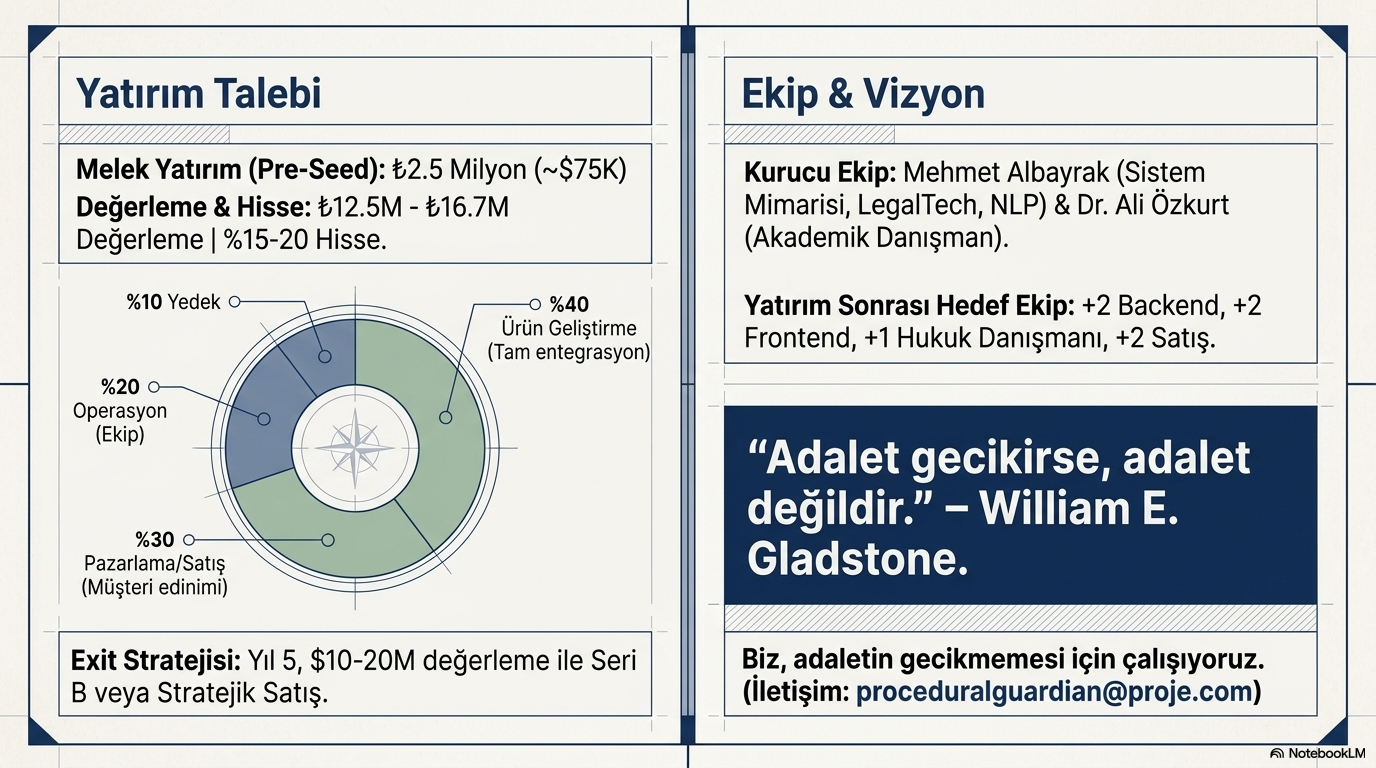 Yatırım Talebi
Melek Yatırım (Pre-Seed): ₺2.5 Milyon (~$75K)
Değerleme & Hisse: ₺12.5M - ₺16.7M
Değerleme | %15-20 Hisse.
%10 Yedek
%40
Ürün Geliştirme
(Tam entegrasyon)
%20
Operasyon
(Ekip)
%30
Pazarlama/Satış
(Müşteri edinimi)
Exit Stratejisi: Yıl 5, $10-20M değerleme ile Seri
B veya Stratejik Satış.
Ekip & Vizyon
Kurucu Ekip: Mehmet Albayrak (Sistem
Mimarisi, LegalTech, NLP) & Dr. Ali Özkurt
(Akademik Danışman).
Yatırım Sonrası Hedef Ekip: +2 Backend, +2
Frontend, +1 Hukuk Danışmanı, +2 Satış.
“Adalet gecikirse, adalet
değildir.” – William E.
Gladstone.
Biz, adaletin gecikmemesi için çalışıyoruz.
(İletişim: proceduralguardian@proje.com)
NotebookLM